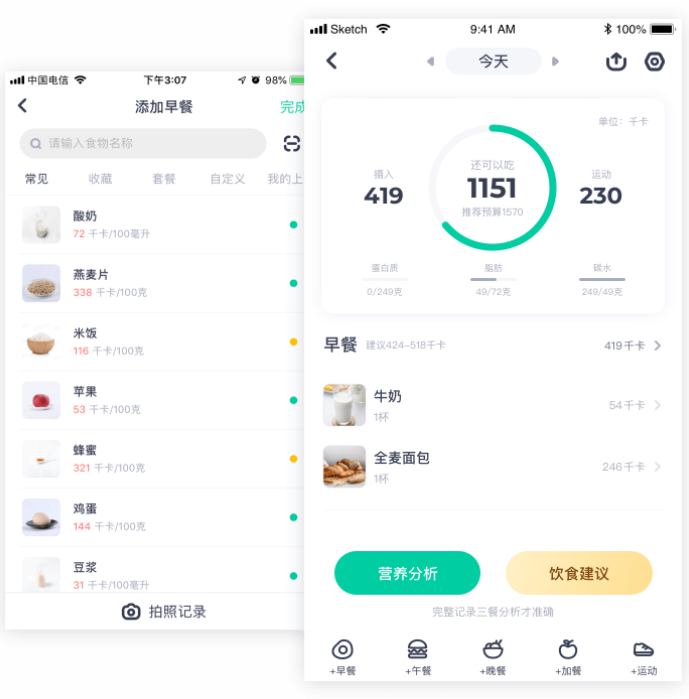 中国电信
下午3:07
98%
添加早餐
完成
请输入食物名称
常见
收藏
套餐
自定义
我的上
酸奶
72 千卡/100毫升
燕麦片
338 千卡/100克
米饭
116 千卡/100克
苹果
53 千卡/100克
蜂蜜
321 千卡/100克
鸡蛋
144 千卡/100克
豆浆
31 千卡/100毫升
拍照记录
Sketch
9:41 AM
100%
今天
单位：千卡
摄入
419
还可以吃
1151
推荐预算1570
运动
230
蛋白质
0/249克
脂肪
49/72克
碳水
249/49克
早餐
建议424-518千卡
419千卡
牛奶
1杯
54千卡
全麦面包
1杯
246千卡
营养分析
饮食建议
完整记录三餐分析才准确
+早餐
+午餐
+晚餐
+加餐
+运动